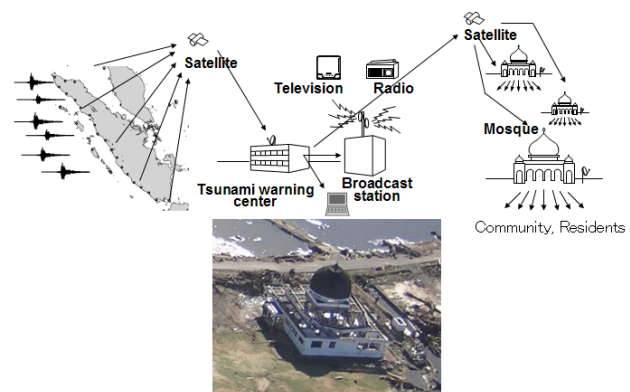 Satellite
Satellite
Television
Radio
Mosque
Tsunami warning
center
Broadcast
station
Community, Residents